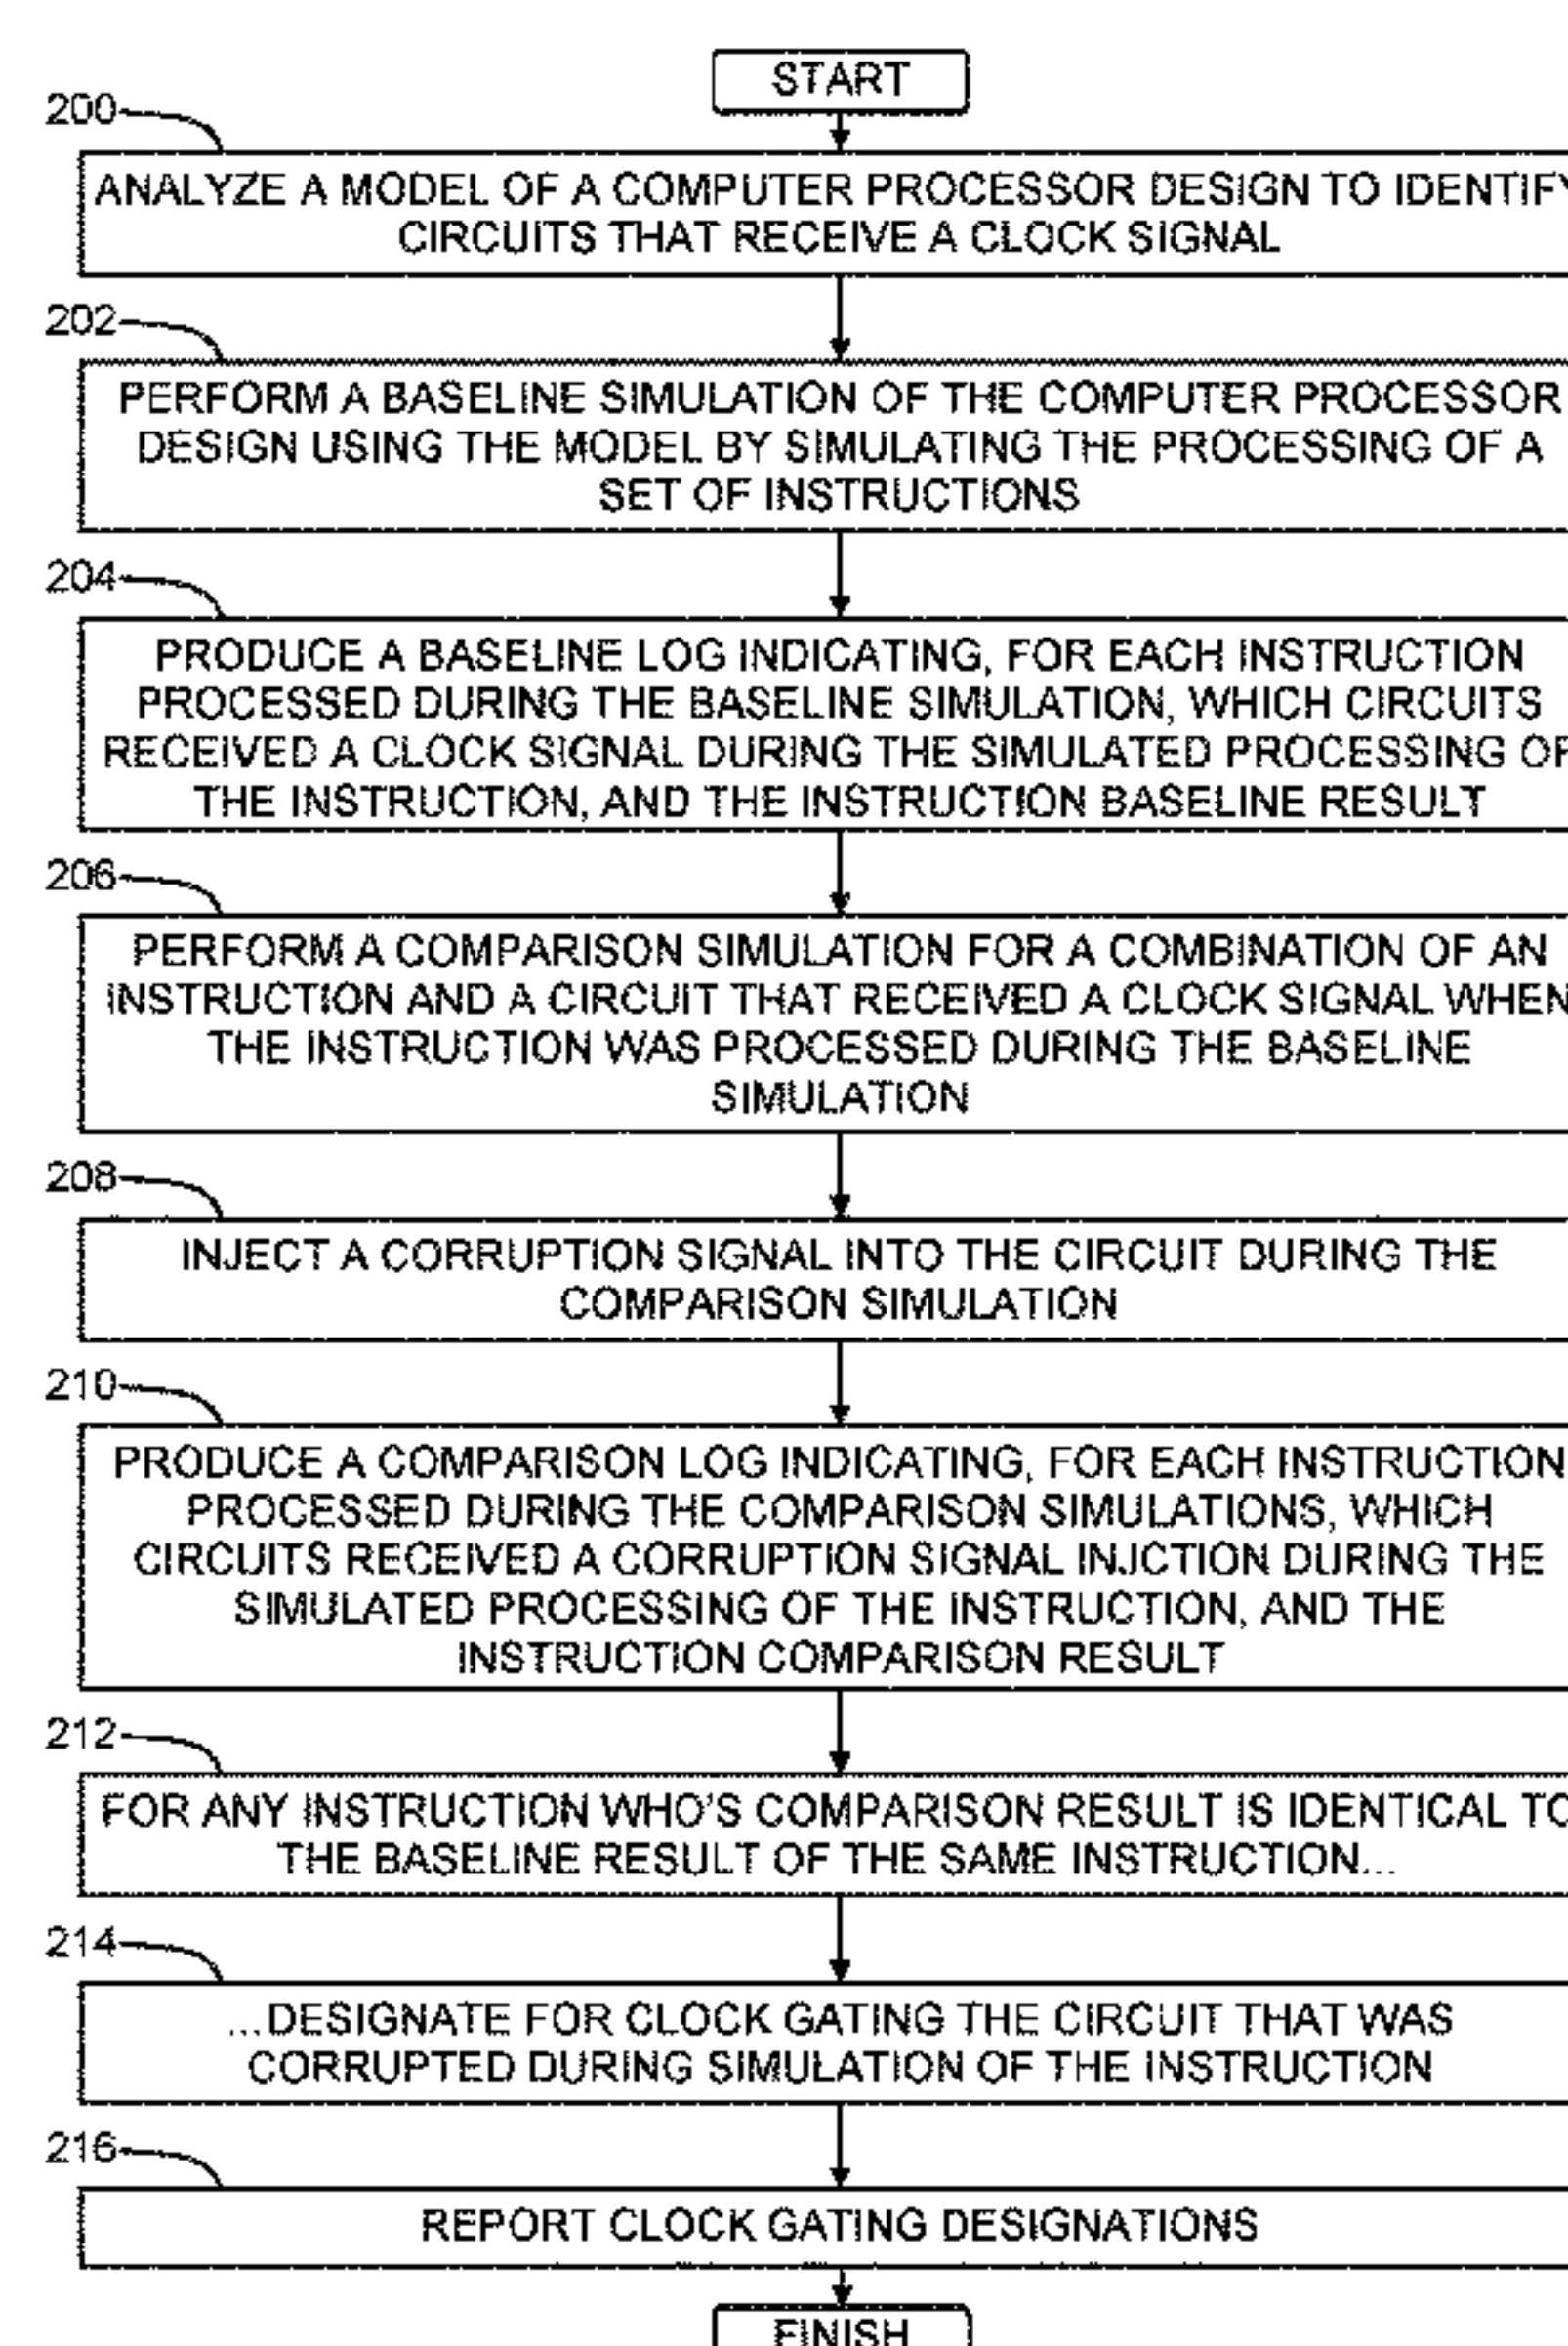 START
200
ANALYZE A MODEL OF A COMPUTER PROCESSOR DESIGN TO IDENTIFY
CIRCUITS THAT RECEIVE A CLOCK SIGNAL
202
PERFORM A BASELINE SIMULATION OF THE COMPUTER PROCESSOR
DESIGN USING THE MODEL BY SIMULATING THE PROCESSING OF A
SET OF INSTRUCTIONS
204
PRODUCE A BASELINE LOG INDICATING, FOR EACH INSTRUCTION
PROCESSED DURING THE BASELINE SIMULATION, WHICH CIRCUITS
RECEIVED A CLOCK SIGNAL DURING THE SIMULATED PROCESSING OF
THE INSTRUCTION, AND THE INSTRUCTION BASELINE RESULT
206
PERFORM A COMPARISON SIMULATION FOR A COMBINATION OF AN
INSTRUCTION AND A CIRCUIT THAT RECEIVED A CLOCK SIGNAL WHEN
THE INSTRUCTION WAS PROCESSED DURING THE BASELINE
SIMULATION
208
INJECT A CORRUPTION SIGNAL INTO THE CIRCUIT DURING THE
COMPARISON SIMULATION
210
PRODUCE A COMPARISON LOG INDICATING, FOR EACH INSTRUCTION
PROCESSED DURING THE COMPARISON SIMULATIONS, WHICH
CIRCUITS RECEIVED A CORRUPTION SIGNAL INJCTION DURING THE
SIMULATED PROCESSING OF THE INSTRUCTION, AND THE
INSTRUCTION COMPARISON RESULT
212
FOR ANY INSTRUCTION WHO'S COMPARISON RESULT IS IDENTICAL TO
THE BASELINE RESULT OF THE SAME INSTRUCTION...
214
...DESIGNATE FOR CLOCK GATING THE CIRCUIT THAT WAS
CORRUPTED DURING SIMULATION OF THE INSTRUCTION
216
REPORT CLOCK GATING DESIGNATIONS
FINISH